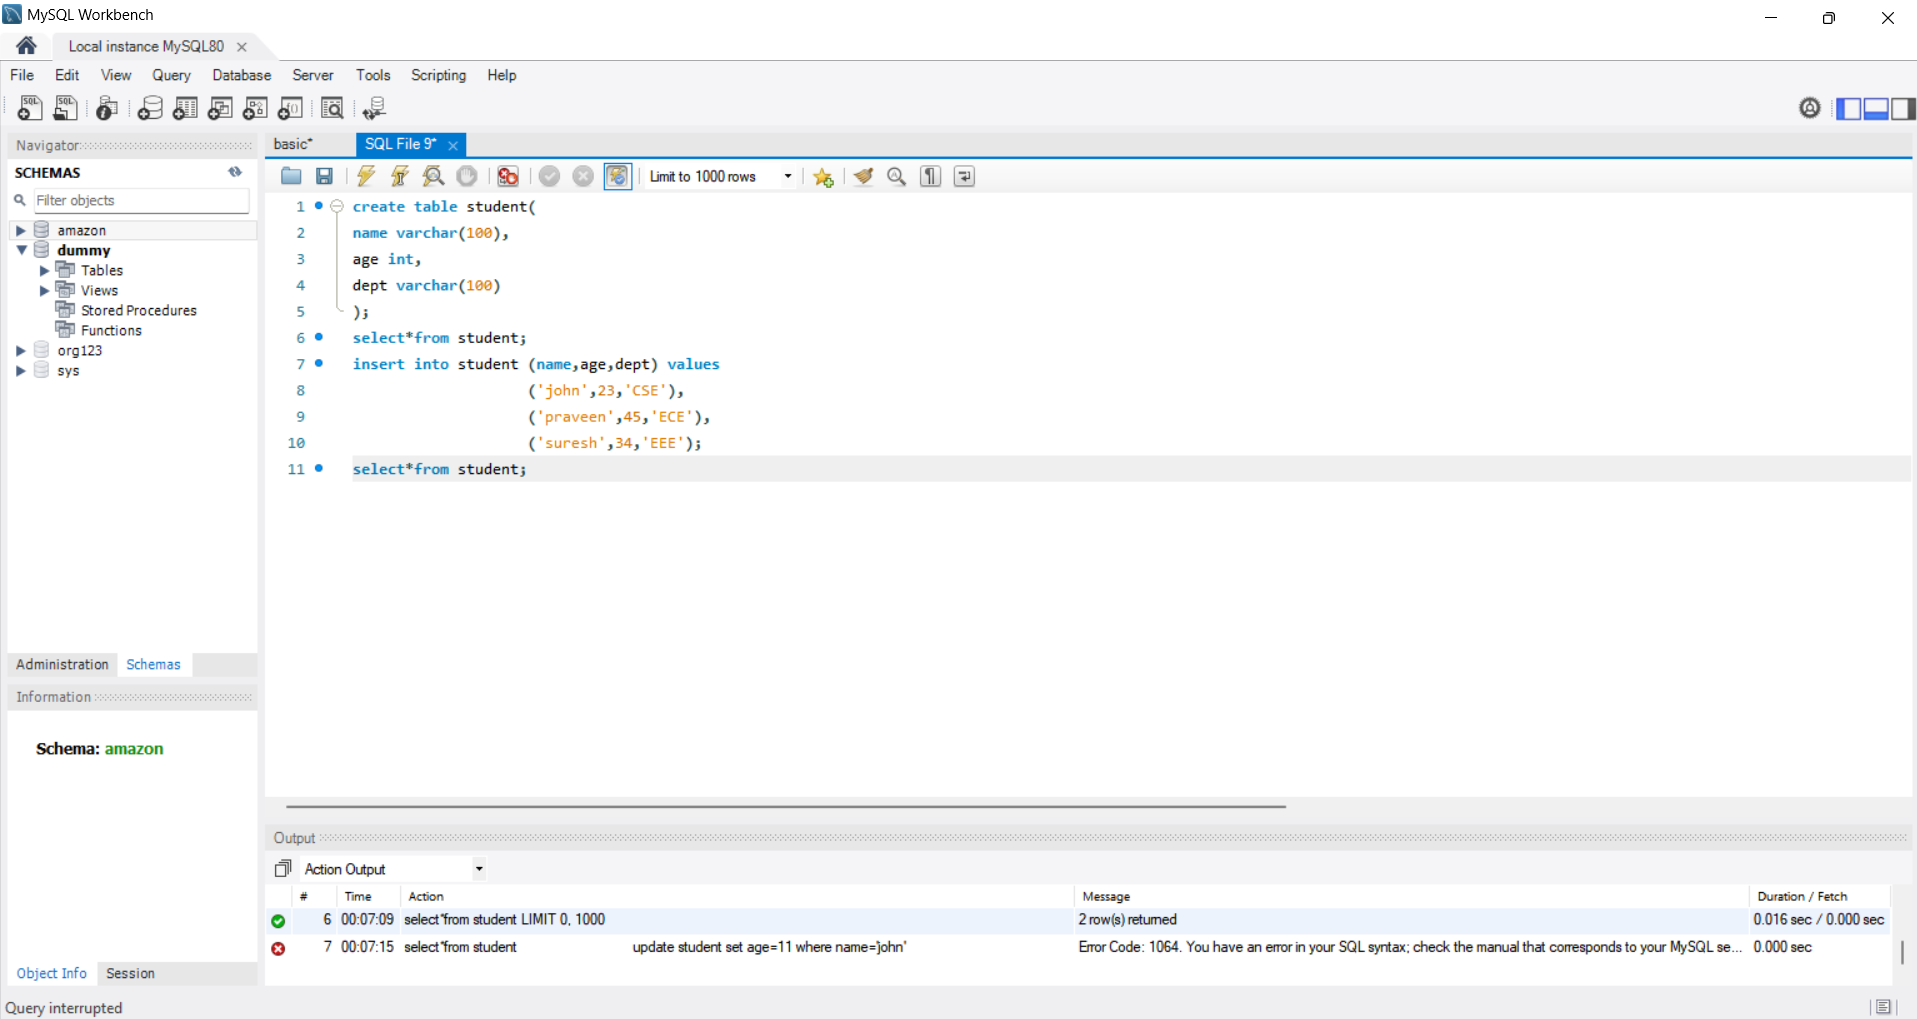 MySQL Workbench
Local instance MySQL80
File Edit View Query Database Server Tools Scripting Help
Navigator
SCHEMAS
Filter objects
amazon
dummy
Tables
Views
Stored Procedures
Functions
org123
sys
Administration Schemas
Information
Schema: amazon
Object Info Session
basic* SQL File 9*
Limit to 1000 rows
1 create table student(
2 name varchar(100),
3 age int,
4 dept varchar(100)
5 );
6 select*from student;
7 insert into student (name,age,dept) values
8 ('john',23,'CSE'),
9 ('praveen',45,'ECE'),
10 ('suresh',34,'EEE');
11 select*from student;
Output
Action Output
# Time Action Message Duration / Fetch
6 00:07:09 select*from student LIMIT 0, 1000 2 row(s) returned 0.016 sec / 0.000 sec
7 00:07:15 select*from student update student set age=11 where name='john' Error Code: 1064. You have an error in your SQL syntax; check the manual that corresponds to your MySQL se... 0.000 sec
Query interrupted